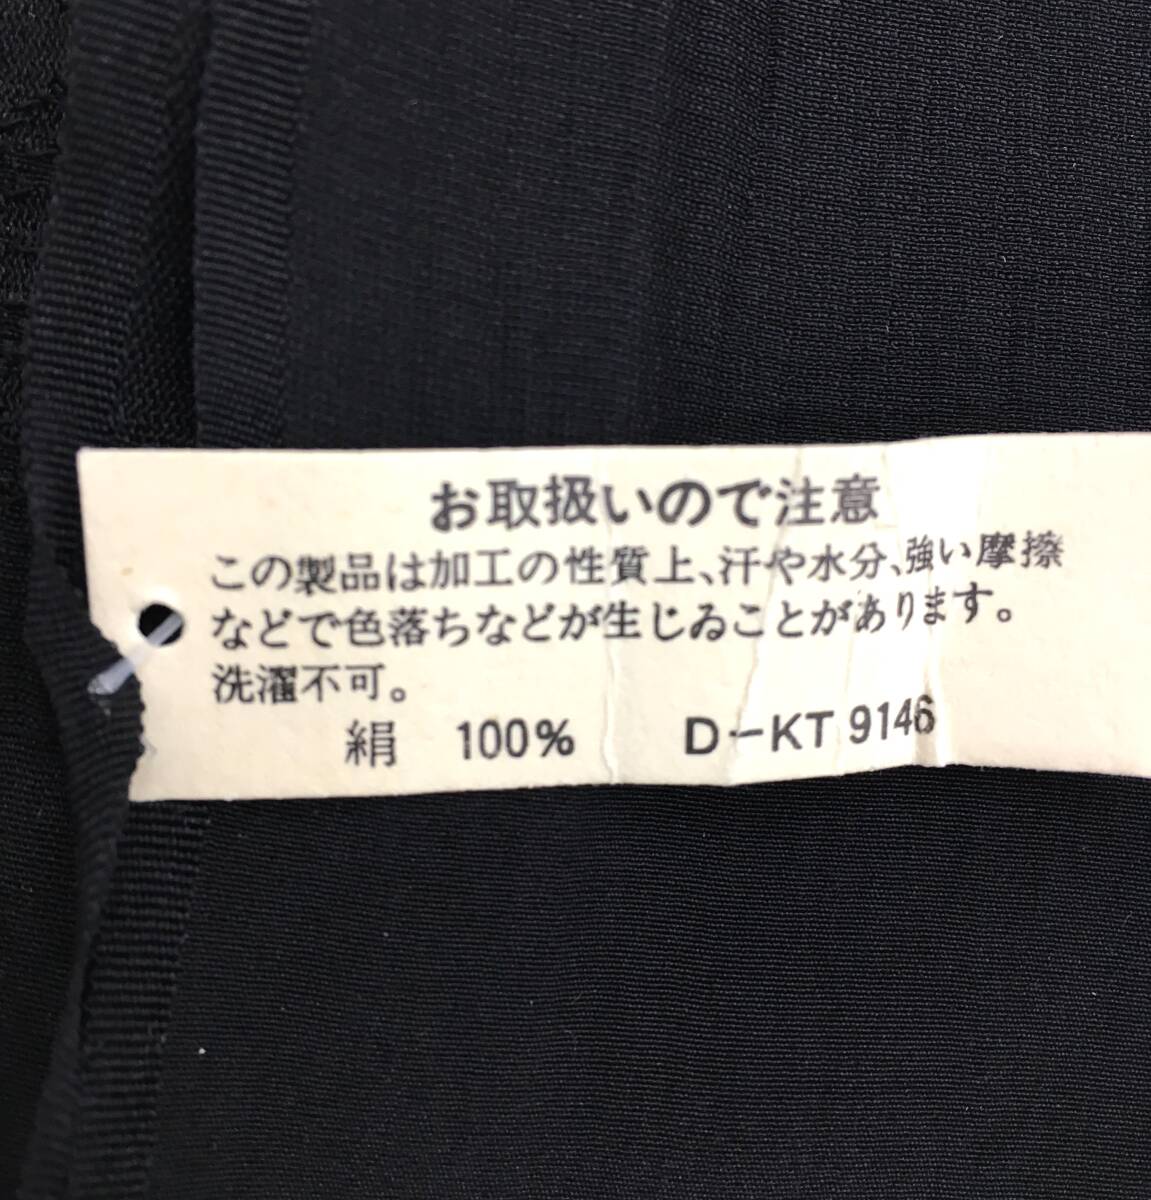 お取扱いので注意
この製品は加工の性質上、汗や水分、強い摩擦
などで色落ちなどが生じゐことがあります。
洗濯不可。
絹 100% D-KT 9146